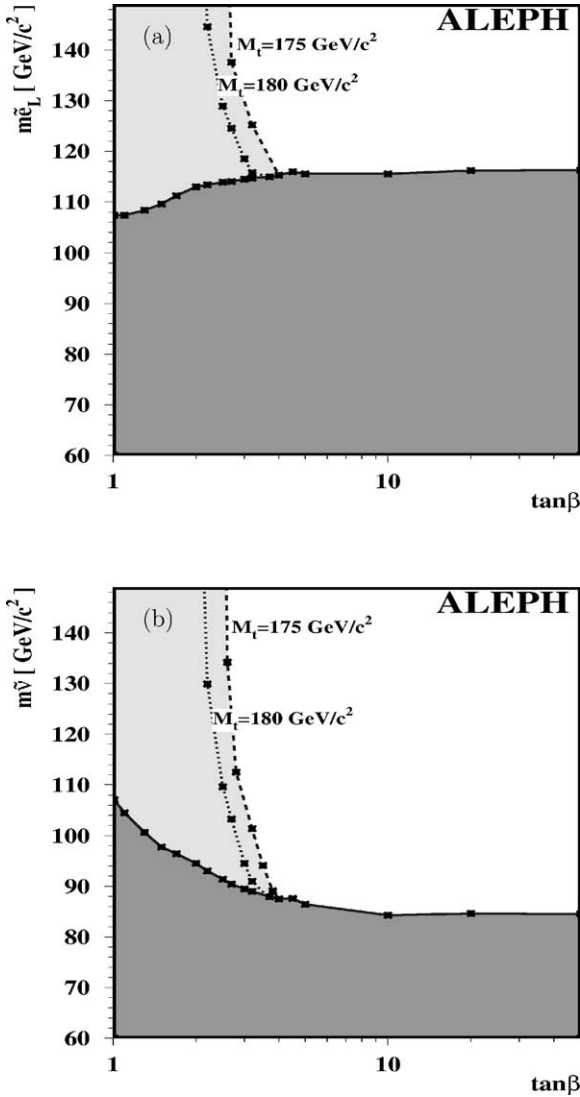 (a)
ALEPH
M_t=175 GeV/c²
M_t=180 GeV/c²
mẽ_L [ GeV/c² ]
140
130
120
110
100
90
80
70
60
1
10
tanβ
(b)
ALEPH
M_t=175 GeV/c²
M_t=180 GeV/c²
mν̃ [ GeV/c² ]
140
130
120
110
100
90
80
70
60
1
10
tanβ